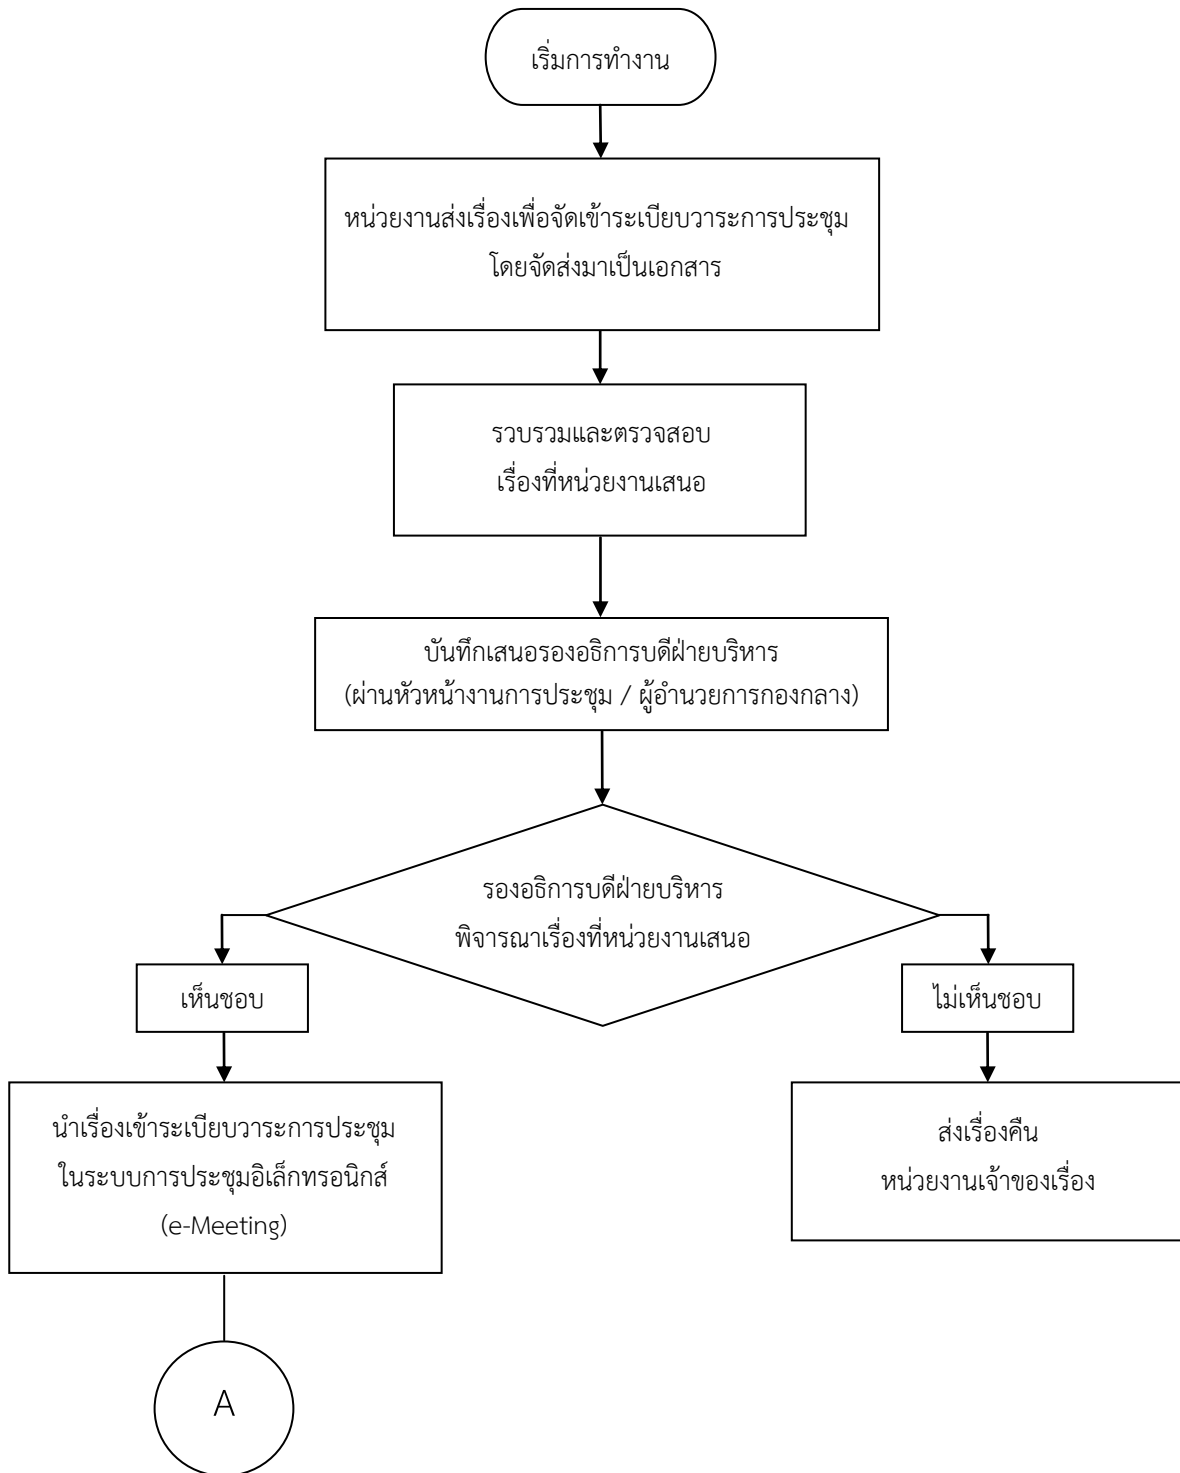 เริ่มการทำงาน
หน่วยงานส่งเรื่องเพื่อจัดเข้าระเบียบวาระการประชุม
โดยจัดส่งมาเป็นเอกสาร
รวบรวมและตรวจสอบ
เรื่องที่หน่วยงานเสนอ
บันทึกเสนอรองอธิการบดีฝ่ายบริหาร
(ผ่านหัวหน้างานการประชุม / ผู้อำนวยการกองกลาง)
รองอธิการบดีฝ่ายบริหาร
พิจารณาเรื่องที่หน่วยงานเสนอ
เห็นชอบ
ไม่เห็นชอบ
นำเรื่องเข้าระเบียบวาระการประชุม
ในระบบการประชุมอิเล็กทรอนิกส์
(e-Meeting)
ส่งเรื่องคืน
หน่วยงานเจ้าของเรื่อง
A